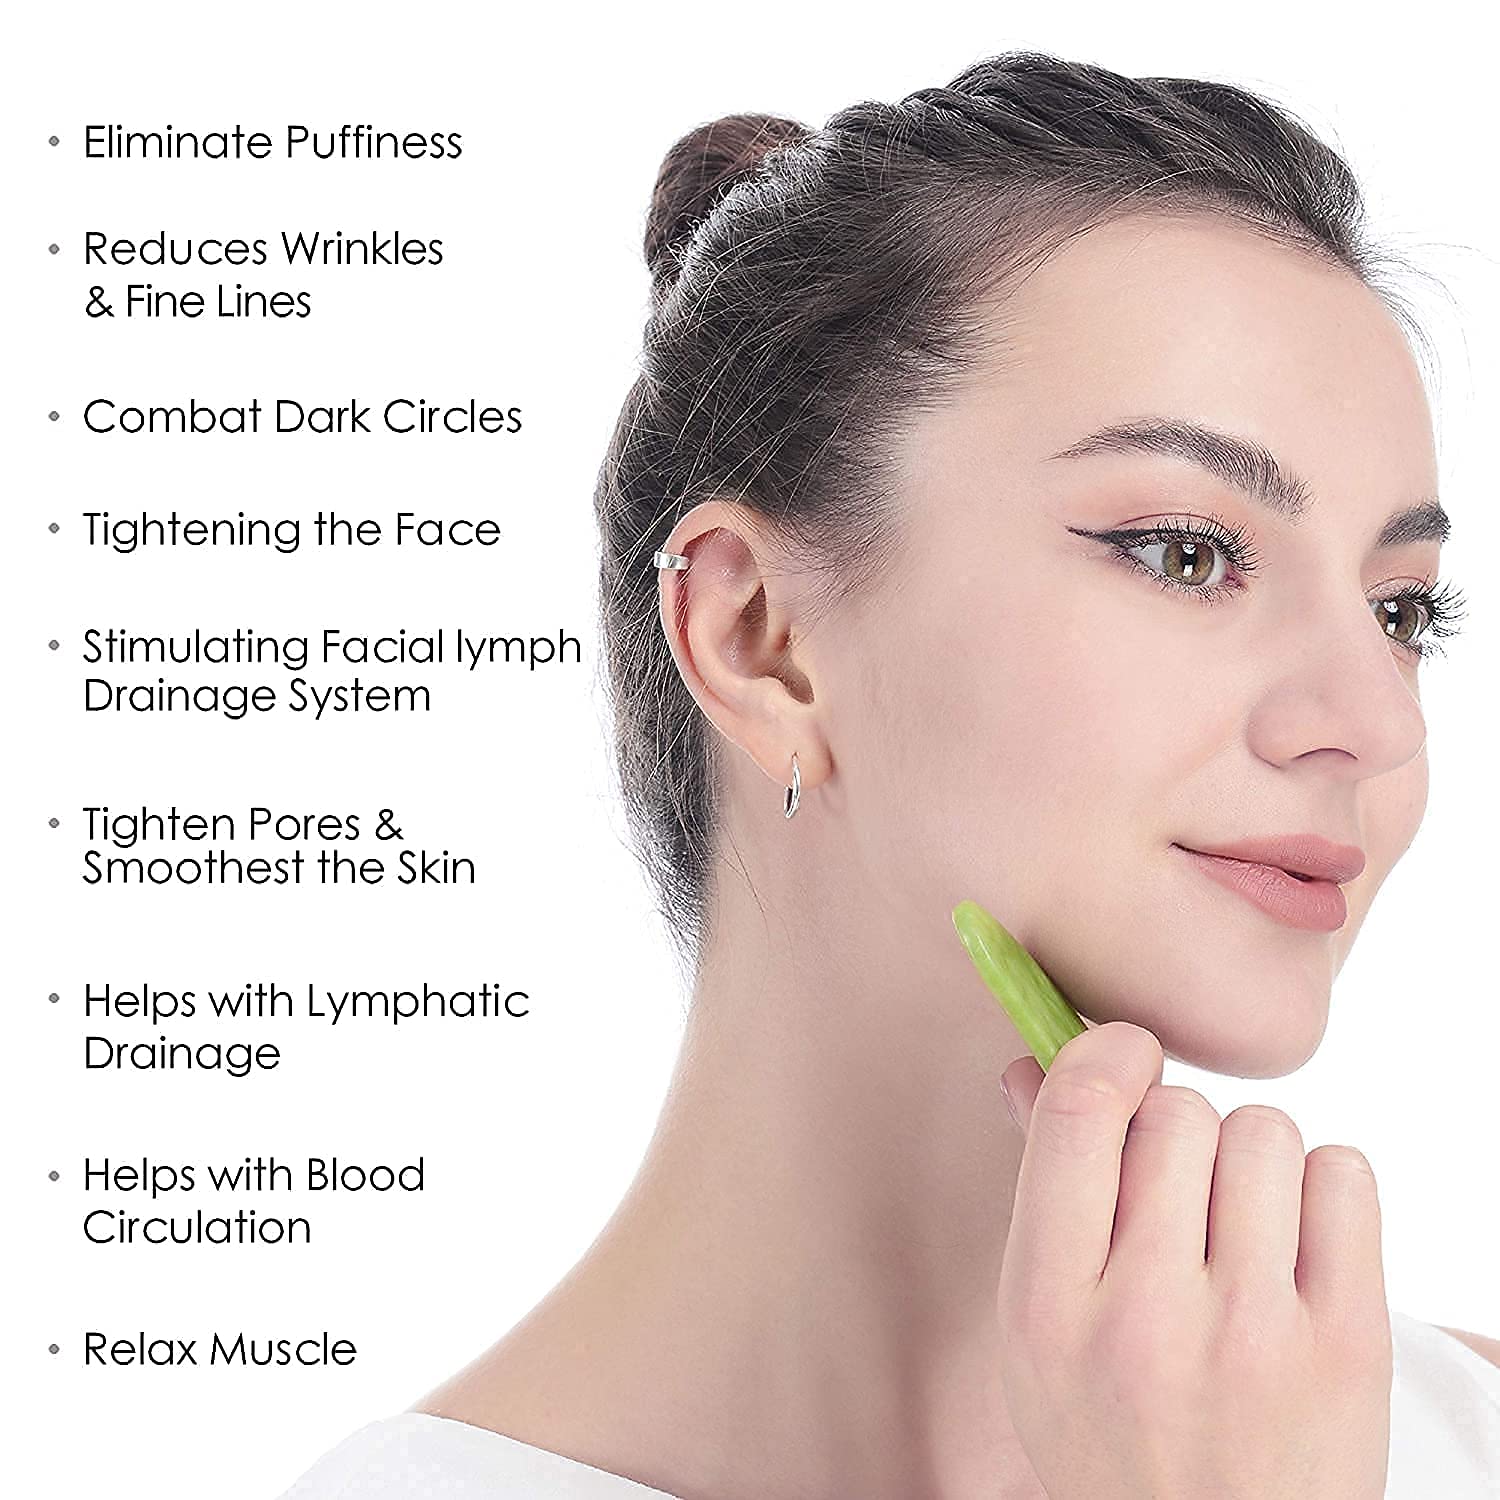 • Eliminate Puffiness
• Reduces Wrinkles
& Fine Lines
• Combat Dark Circles
• Tightening the Face
• Stimulating Facial lymph
Drainage System
• Tighten Pores &
Smoothest the Skin
• Helps with Lymphatic
Drainage
• Helps with Blood
Circulation
• Relax Muscle